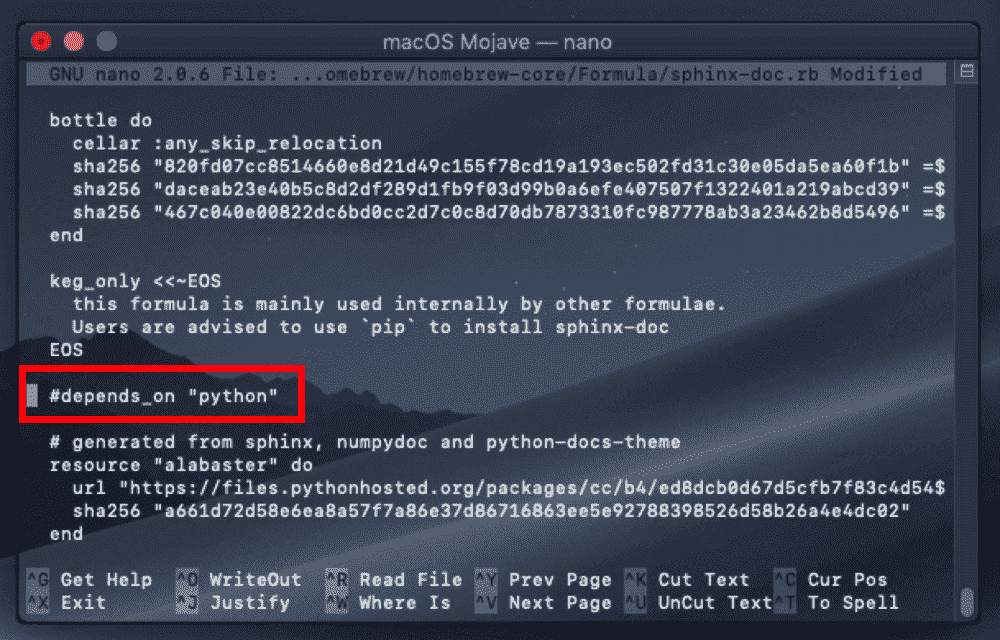 macOS Mojave — nano
GNU nano 2.0.6 File: ...omebrew/homebrew-core/Formula/sphinx-doc.rb Modified
bottle do
cellar :any_skip_relocation
sha256 "820fd07cc8514660e8d21d49c155f78cd19a193ec502fd31c30e05da5ea60f1b" =$
sha256 "daceab23e40b5c8d2df289d1fb9f03d99b0a6efe407507f1322401a219abcd39" =$
sha256 "467c040e00822dc6bd0cc2d7c0c8d70db7873310fc987778ab3a23462b8d5496" =$
end
keg_only <<~EOS
this formula is mainly used internally by other formulae.
Users are advised to use `pip` to install sphinx-doc
EOS
#depends_on "python"
# generated from sphinx, numpydoc and python-docs-theme
resource "alabaster" do
url "https://files.pythonhosted.org/packages/cc/b4/ed8dcb0d67d5cfb7f83c4d54$
sha256 "a661d72d58e6ea8a57f7a86e37d86716863ee5e92788398526d58b26a4e4dc02"
end
^G Get Help ^O WriteOut ^R Read File ^Y Prev Page ^K Cut Text ^C Cur Pos
^X Exit ^J Justify ^W Where Is ^V Next Page ^U UnCut Text ^T To Spell